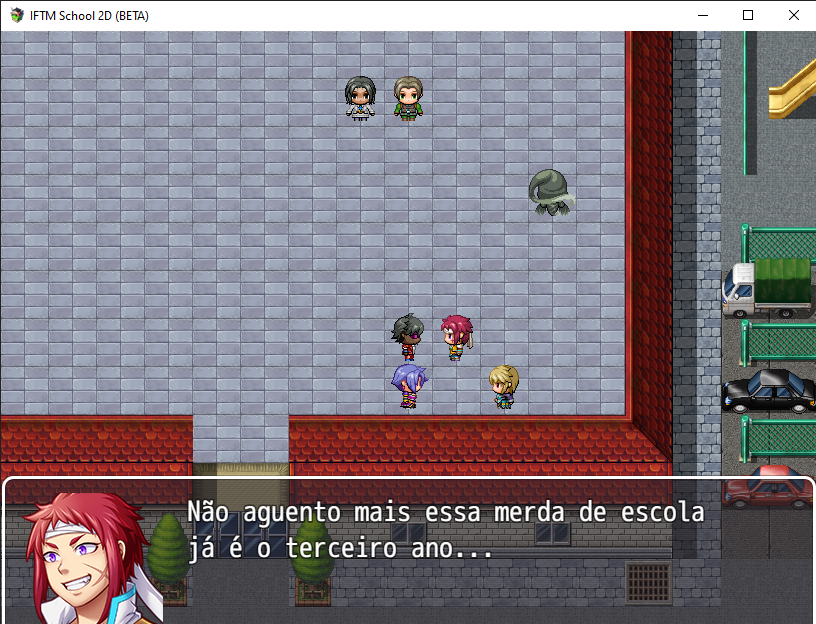 IFTM School 2D (BETA)
Não aguento mais essa merda de escola
já é o terceiro ano...